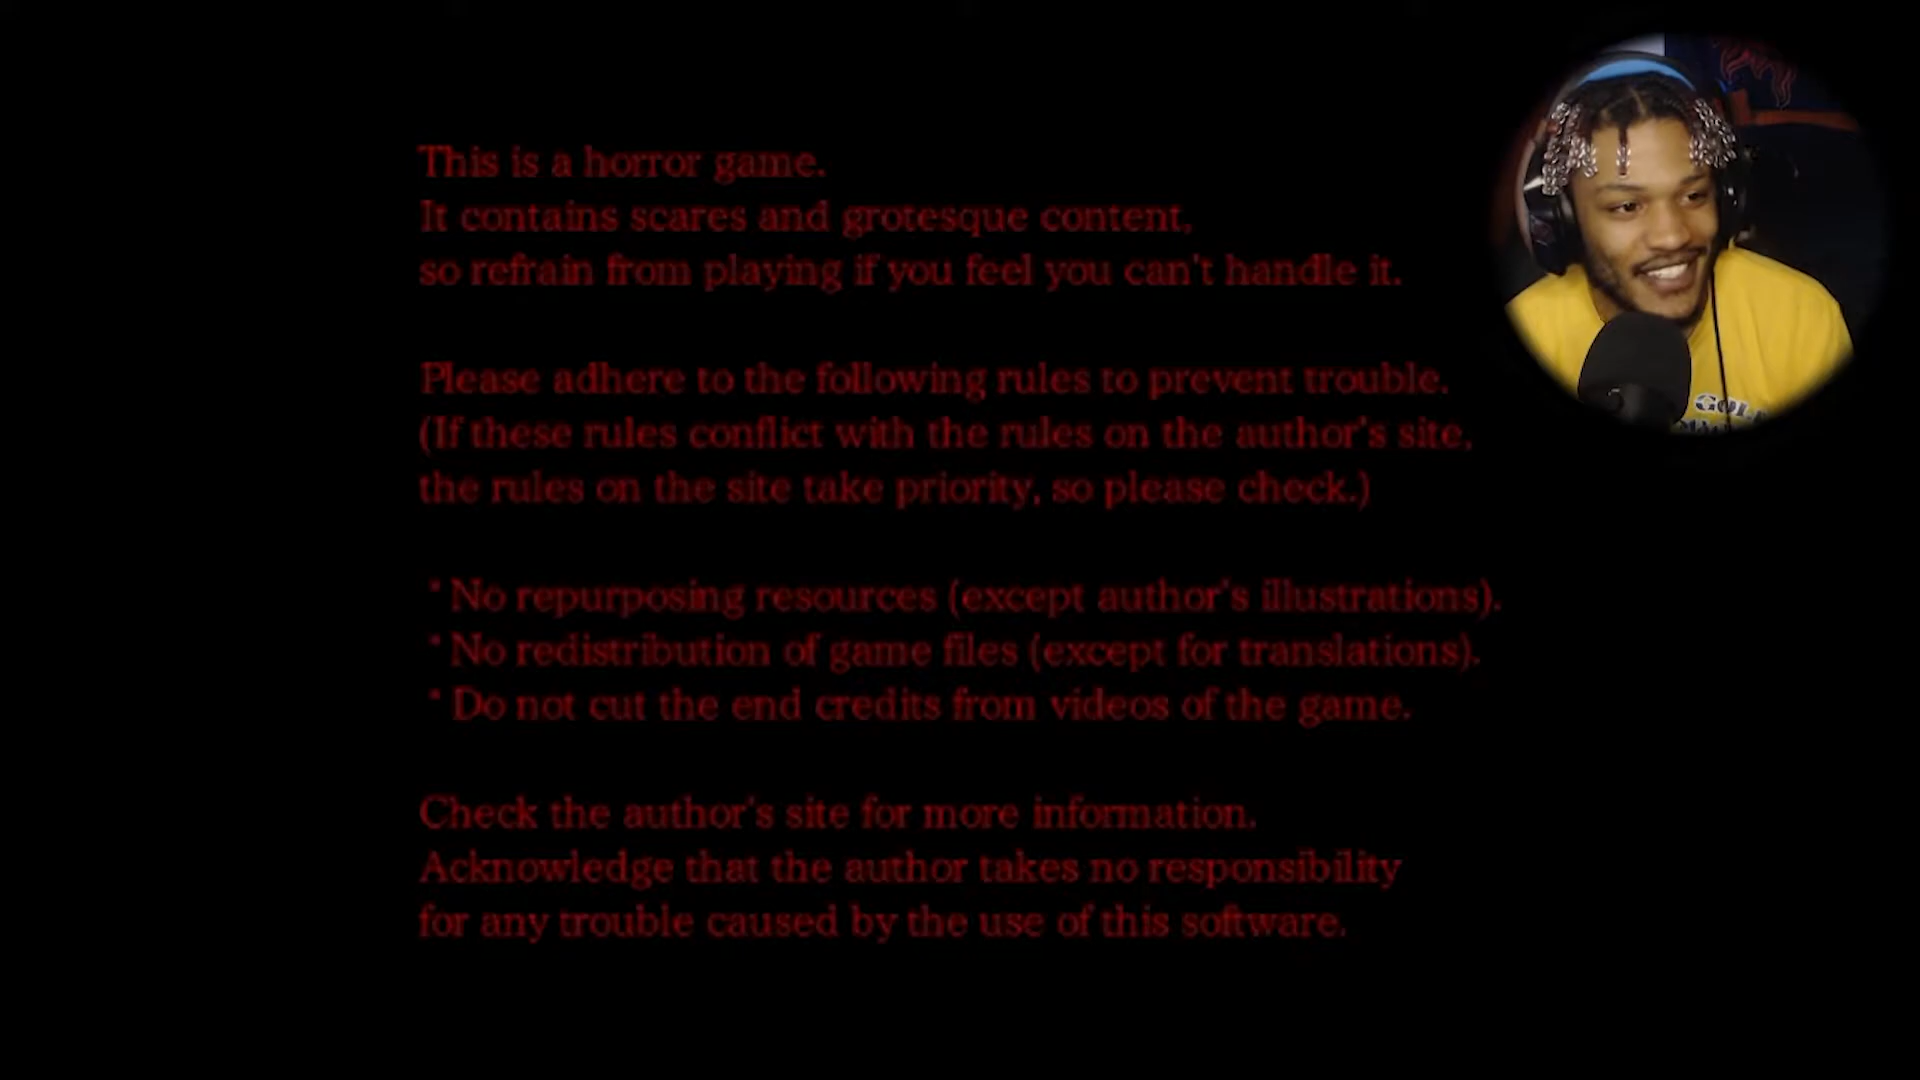 This is a horror game.
It contains scares and grotesque content,
so refrain from playing if you feel you can't handle it.
Please adhere to the following rules to prevent trouble.
(If these rules conflict with the rules on the author's site,
the rules on the site take priority, so please check.)
* No repurposing resources (except author's illustrations).
* No redistribution of game files (except for translations).
* Do not cut the end credits from videos of the game.
Check the author's site for more information.
Acknowledge that the author takes no responsibility
for any trouble caused by the use of this software.